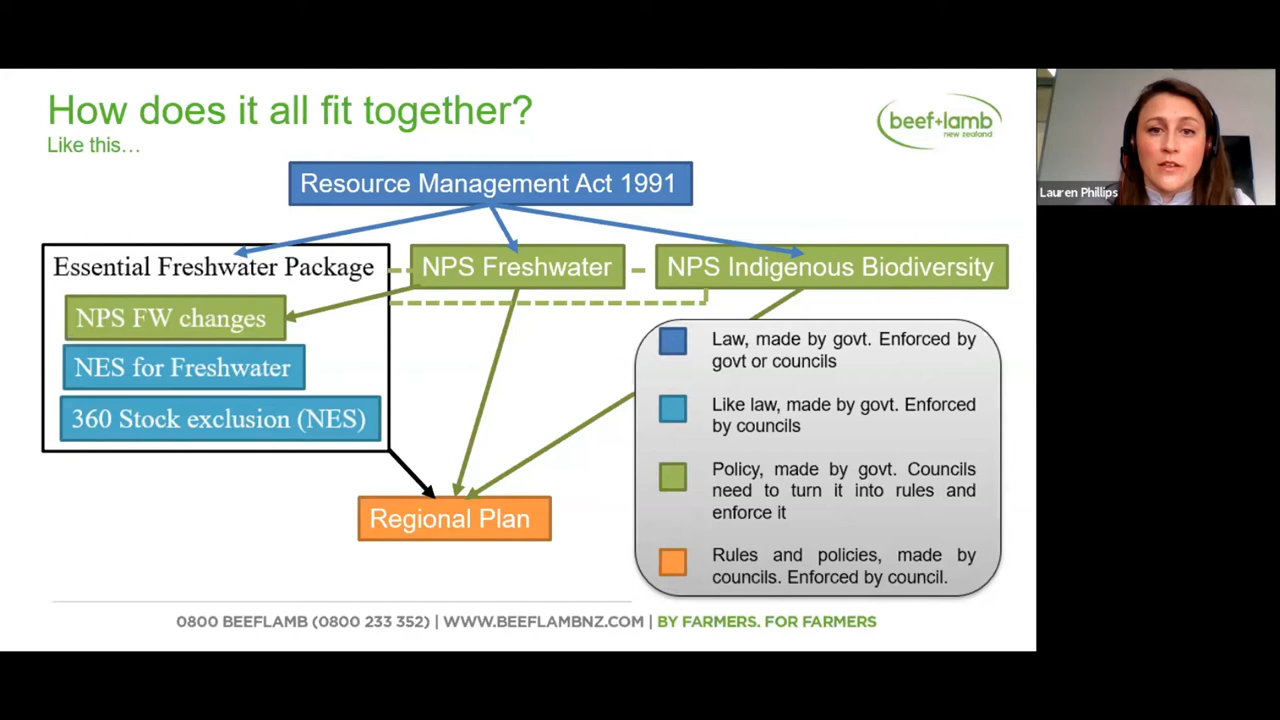 How does it all fit together?
Like this…
beef+lamb
new zealand
Lauren Phillips
Resource Management Act 1991
Essential Freshwater Package
NPS Freshwater
NPS Indigenous Biodiversity
NPS FW changes
NES for Freshwater
360 Stock exclusion (NES)
Regional Plan
Law, made by govt. Enforced by
govt or councils
Like law, made by govt. Enforced
by councils
Policy, made by govt. Councils
need to turn it into rules and
enforce it
Rules and policies, made by
councils. Enforced by council.
0800 BEEFLAMB (0800 233 352) | WWW.BEEFLAMBNZ.COM | BY FARMERS. FOR FARMERS